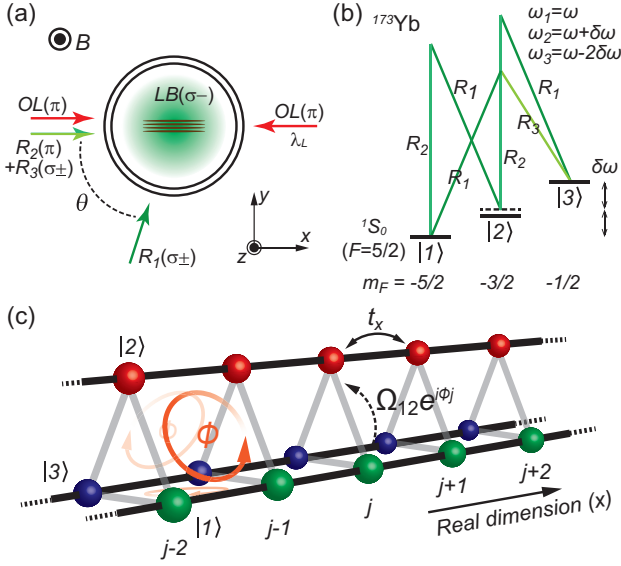 (a)
B
LB(σ−)
OL(π)
OL(π)
λL
R2(π)
+R3(σ±)
θ
R1(σ±)
y
x
z
(b)
173Yb
ω1=ω
ω2=ω+δω
ω3=ω-2δω
R1
R1
R2
R3
R1
R2
δω
|3⟩
1S0
(F=5/2)
|1⟩
|2⟩
mF = -5/2 -3/2 -1/2
(c)
tx
|2⟩
Ω12e^iΦj
Φ
Φ
|3⟩
|1⟩
j-2
j-1
j
j+1
j+2
Real dimension (x)